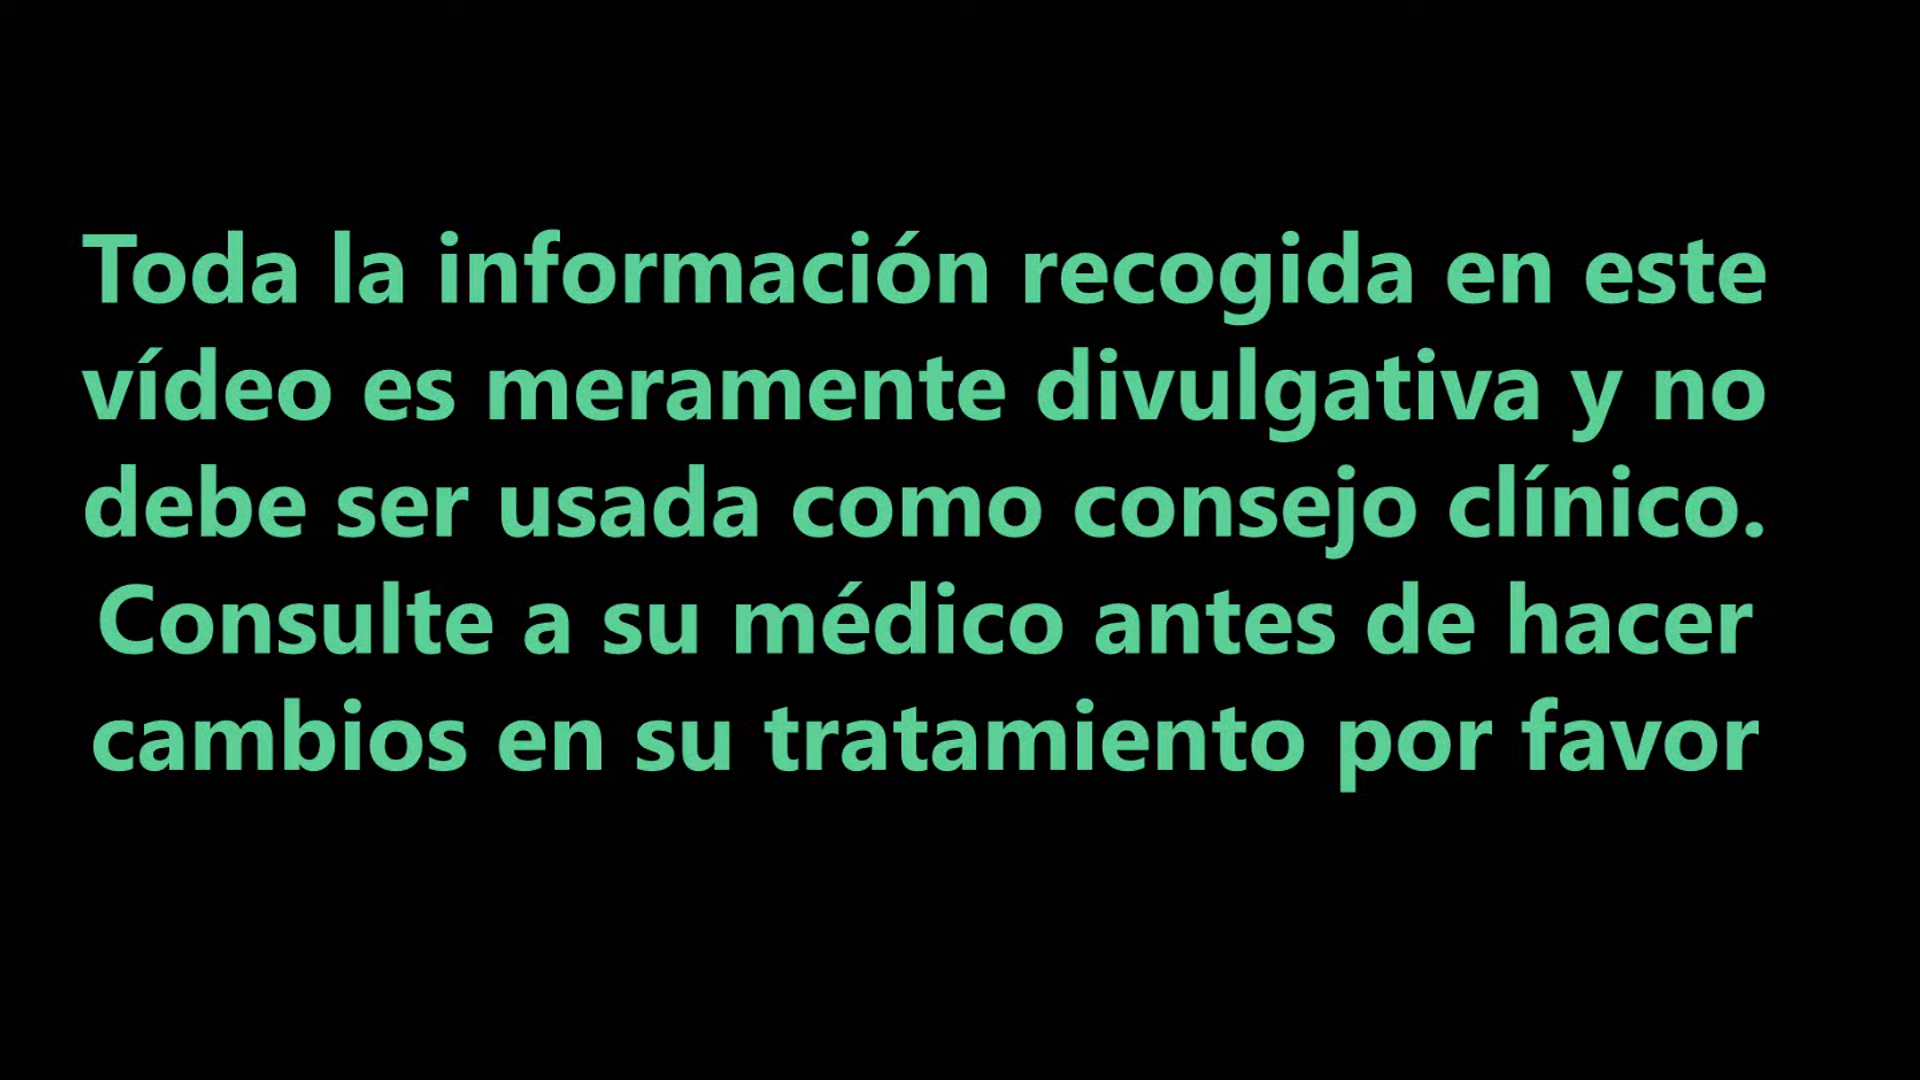 Toda la información recogida en este
vídeo es meramente divulgativa y no
debe ser usada como consejo clínico.
Consulte a su médico antes de hacer
cambios en su tratamiento por favor